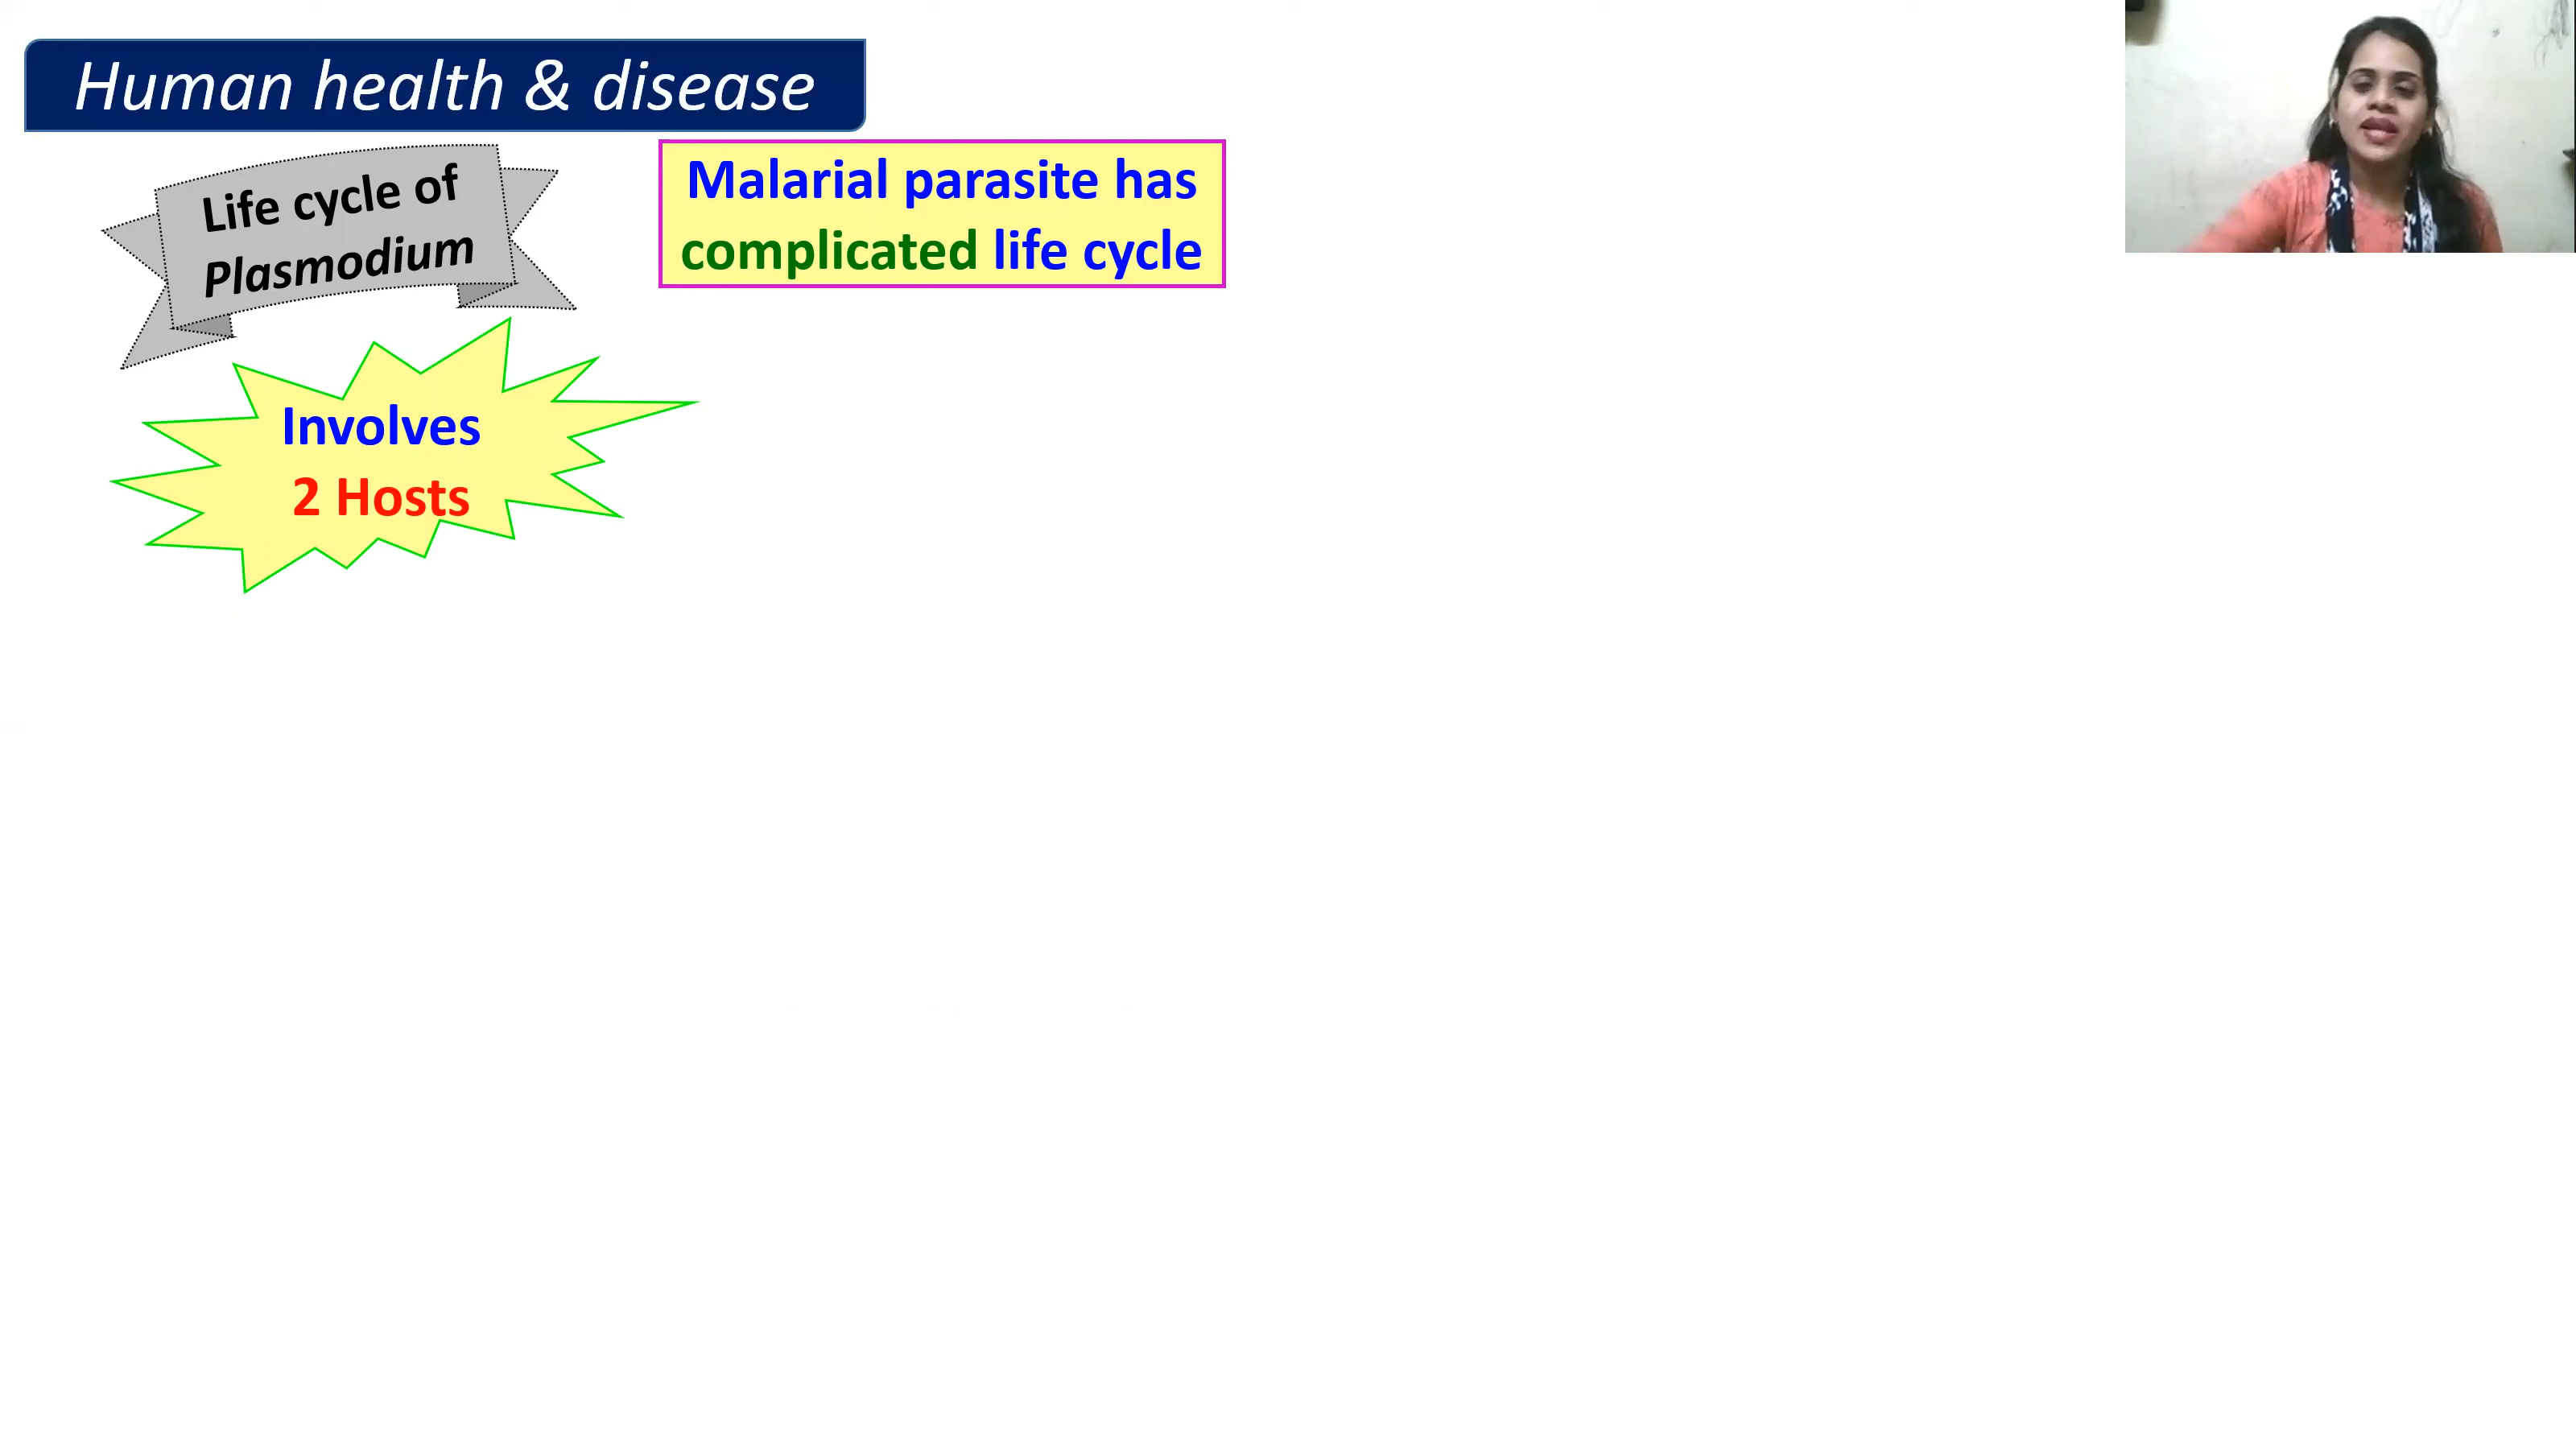 Human health & disease
Life cycle of
Plasmodium
Malarial parasite has
complicated life cycle
Involves
2 Hosts